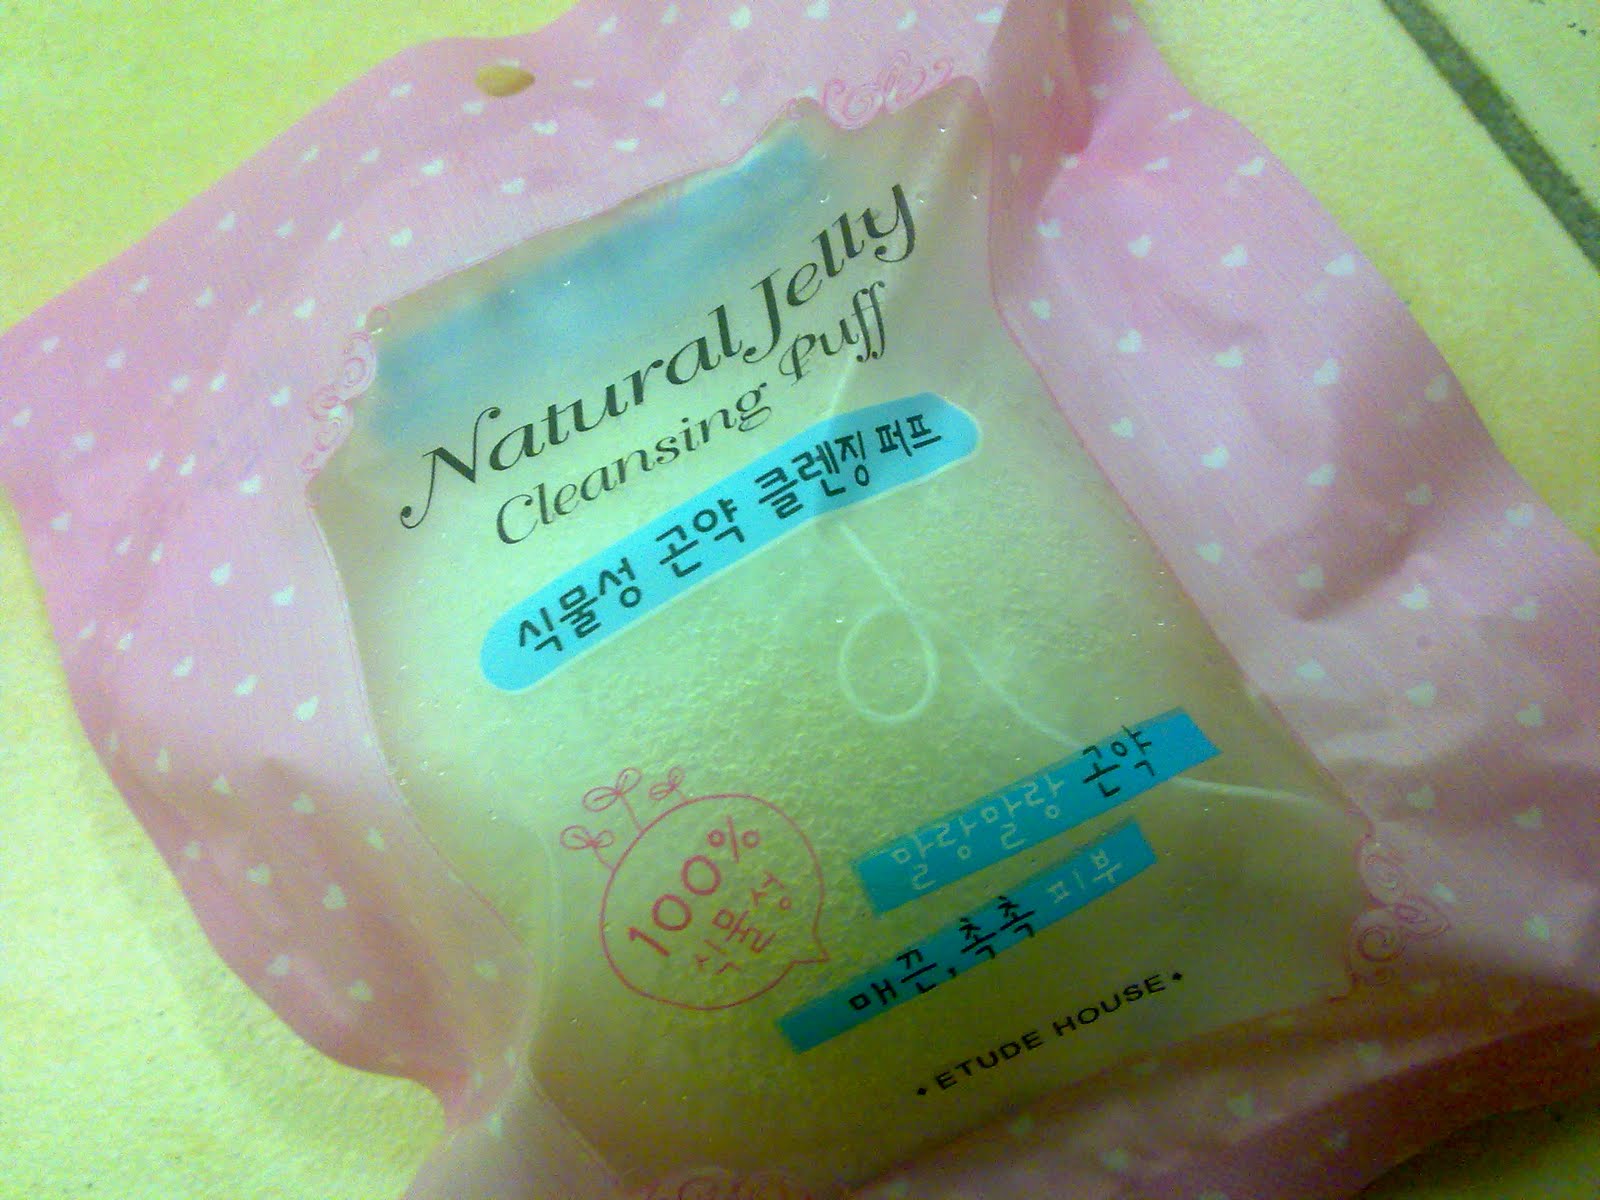 Natural Jelly
Cleansing Puff
식물성 곤약 클렌징 퍼프
100%
식물성
말랑말랑 곤약
매끈, 촉촉 피부
ETUDE HOUSE